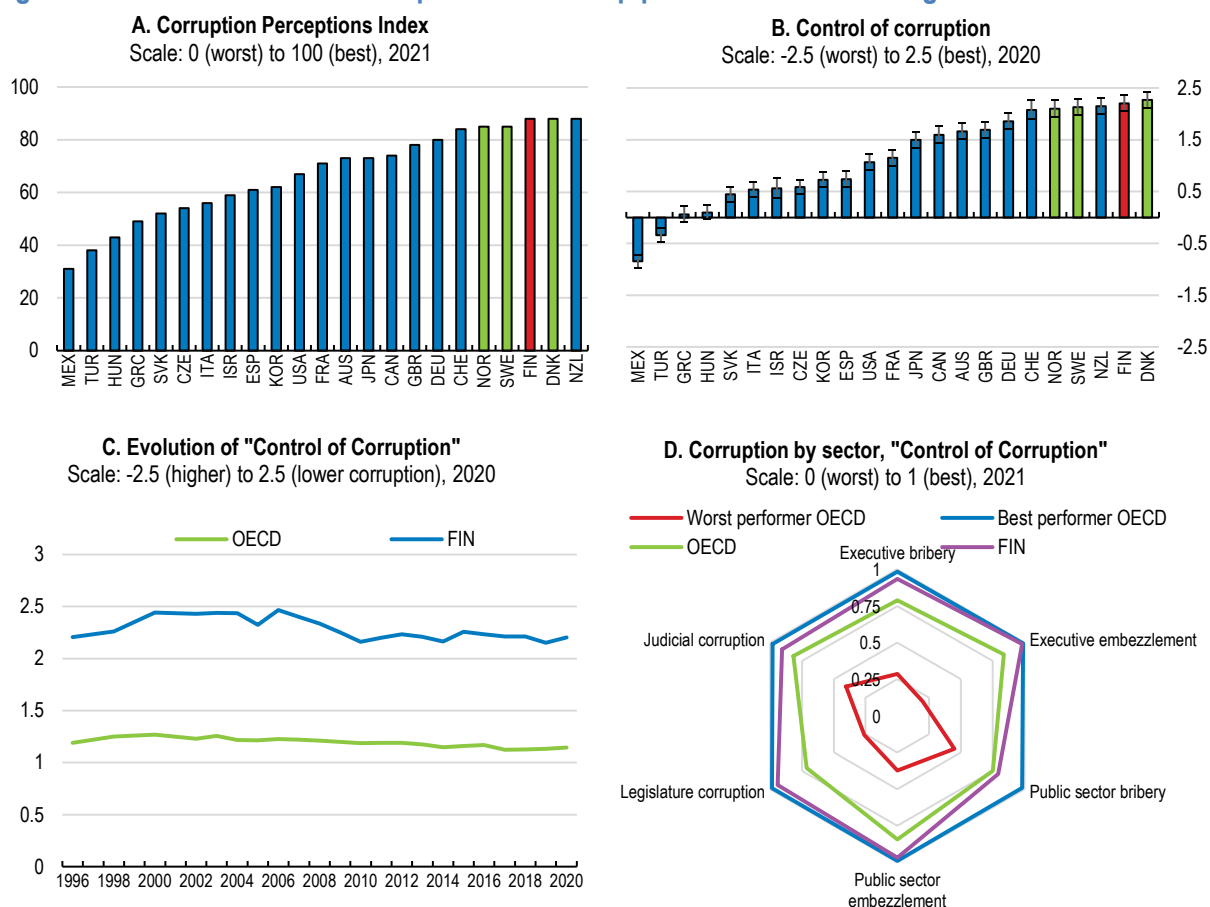 A. Corruption Perceptions Index
Scale: 0 (worst) to 100 (best), 2021
100
80
60
40
20
0
MEX TUR HUN GRC SVK CZE ITA ISR ESP KOR USA FRA AUS JPN CAN GBR DEU CHE NOR SWE FIN DNK NZL
B. Control of corruption
Scale: -2.5 (worst) to 2.5 (best), 2020
2.5
1.5
0.5
-0.5
-1.5
-2.5
MEX TUR GRC HUN SVK ITA ISR CZE KOR ESP USA FRA JPN CAN AUS GBR DEU CHE NOR SWE NZL FIN DNK
C. Evolution of "Control of Corruption"
Scale: -2.5 (higher) to 2.5 (lower corruption), 2020
OECD FIN
3
2.5
2
1.5
1
0.5
0
1996 1998 2000 2002 2004 2006 2008 2010 2012 2014 2016 2018 2020
D. Corruption by sector, "Control of Corruption"
Scale: 0 (worst) to 1 (best), 2021
Worst performer OECD Best performer OECD
OECD FIN
Executive bribery
1
0.75
0.5
0.25
0
Judicial corruption Executive embezzlement
Legislature corruption Public sector bribery
Public sector
embezzlement